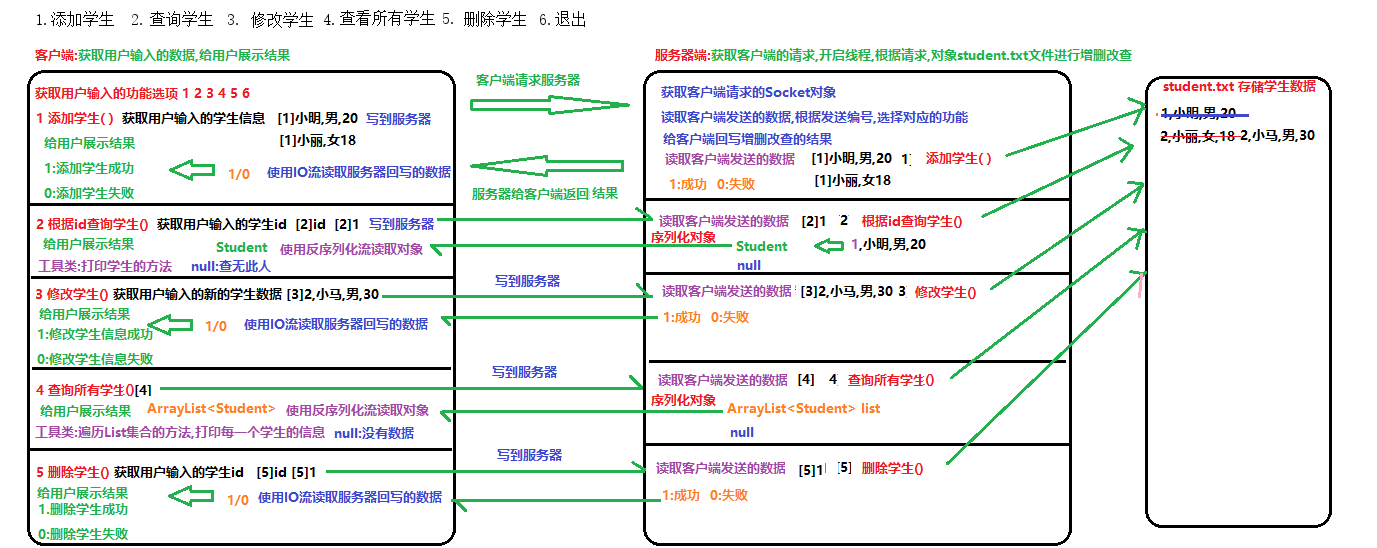 1.添加学生 2. 查询学生 3. 修改学生 4.查看所有学生 5. 删除学生 6.退出
客户端:获取用户输入的数据,给用户展示结果
获取用户输入的功能选项 1 2 3 4 5 6
1 添加学生( ) 获取用户输入的学生信息 [1]小明,男,20 写到服务器
给用户展示结果 [1]小丽,女18
1:添加学生成功
1/0 使用IO流读取服务器回写的数据
0:添加学生失败
2 根据id查询学生() 获取用户输入的学生id [2]id [2]1 写到服务器
给用户展示结果 Student 使用反序列化流读取对象
工具类:打印学生的方法 null:查无此人
3 修改学生() 获取用户输入的新的学生数据 [3]2,小马,男,30
给用户展示结果
1/0 使用IO流读取服务器回写的数据
1:修改学生信息成功
0:修改学生信息失败
4 查询所有学生()[4]
给用户展示结果 ArrayList<Student> 使用反序列化流读取对象
工具类:遍历List集合的方法,打印每一个学生的信息 null:没有数据
5 删除学生() 获取用户输入的学生id [5]id [5]1
给用户展示结果
1/0 使用IO流读取服务器回写的数据
1.删除学生成功
0:删除学生失败
客户端请求服务器
服务器给客户端返回 结果
写到服务器
写到服务器
写到服务器
服务器端:获取客户端的请求,开启线程,根据请求,对象student.txt文件进行增删改查
获取客户端请求的Socket对象
读取客户端发送的数据,根据发送编号,选择对应的功能
给客户端回写增删改查的结果
读取客户端发送的数据 [1]小明,男,20 1] 添加学生( )
1:成功 0:失败 [1]小丽,女18
读取客户端发送的数据 [2]1 2 根据id查询学生()
序列化对象
Student 1,小明,男,20
null
读取客户端发送的数据 [3]2,小马,男,30 3 修改学生()
1:成功 0:失败
读取客户端发送的数据 [4] 4 查询所有学生()
序列化对象
ArrayList<Student> list
null
读取客户端发送的数据 [5]1 [5] 删除学生()
1:成功 0:失败
student.txt 存储学生数据
1,小明,男,20
2,小丽,女,18 2,小马,男,30